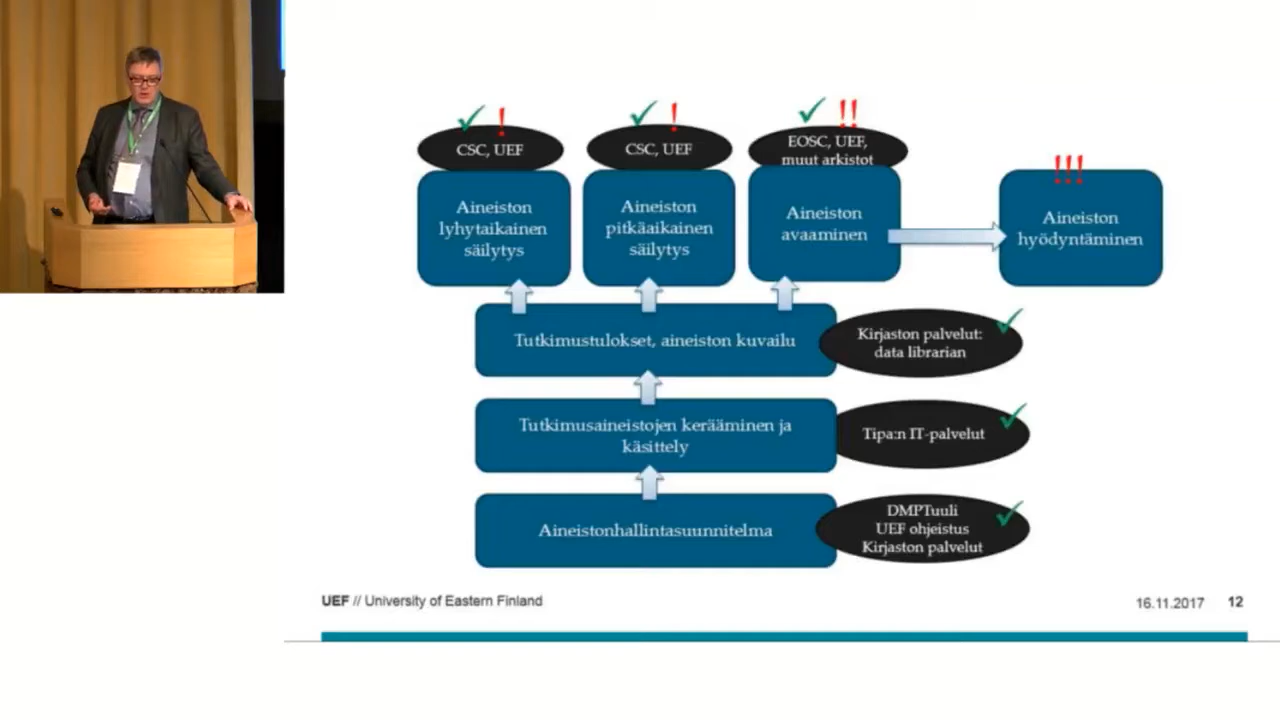 CSC, UEF
CSC, UEF
EOSC, UEF,
muut arkistot
Aineiston
lyhytaikainen
säilytys
Aineiston
pitkäaikainen
säilytys
Aineiston
avaaminen
!!!
Aineiston
hyödyntäminen
!
!
!!
Tutkimustulokset, aineiston kuvailu
Kirjaston palvelut:
data librarian
Tutkimusaineistojen kerääminen ja
käsittely
Tipa:n IT-palvelut
Aineistonhallintasuunnitelma
DMPTuuli
UEF ohjeistus
Kirjaston palvelut
UEF // University of Eastern Finland
16.11.2017 12